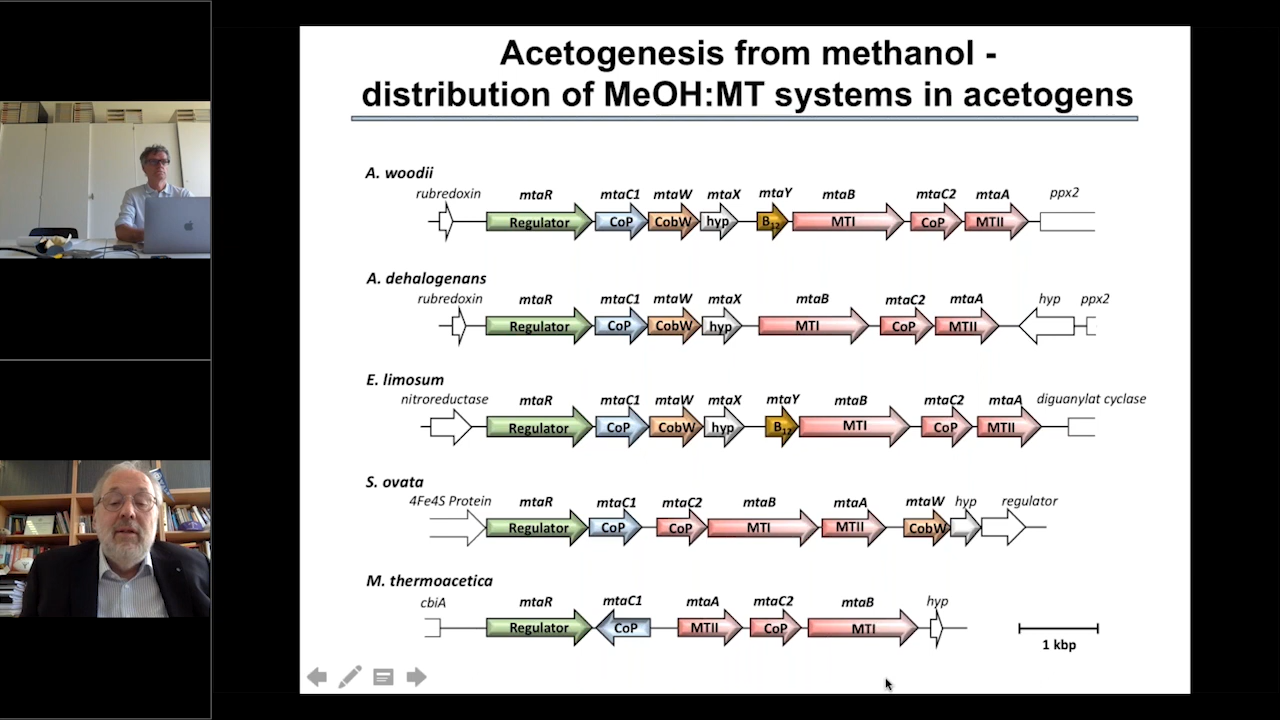 Acetogenesis from methanol -
distribution of MeOH:MT systems in acetogens
A. woodii
rubredoxin mtaR mtaC1 mtaW mtaX mtaY mtaB mtaC2 mtaA ppx2
Regulator CoP CobW hyp B12 MTI CoP MTII
A. dehalogenans
rubredoxin mtaR mtaC1 mtaW mtaX mtaB mtaC2 mtaA hyp ppx2
Regulator CoP CobW hyp MTI CoP MTII
E. limosum
nitroreductase mtaR mtaC1 mtaW mtaX mtaY mtaB mtaC2 mtaA diguanylat cyclase
Regulator CoP CobW hyp B12 MTI CoP MTII
S. ovata
4Fe4S Protein mtaR mtaC1 mtaC2 mtaB mtaA mtaW hyp regulator
Regulator CoP CoP MTI MTII CobW
M. thermoacetica
cbiA mtaR mtaC1 mtaA mtaC2 mtaB hyp
Regulator CoP MTII CoP MTI
1 kbp